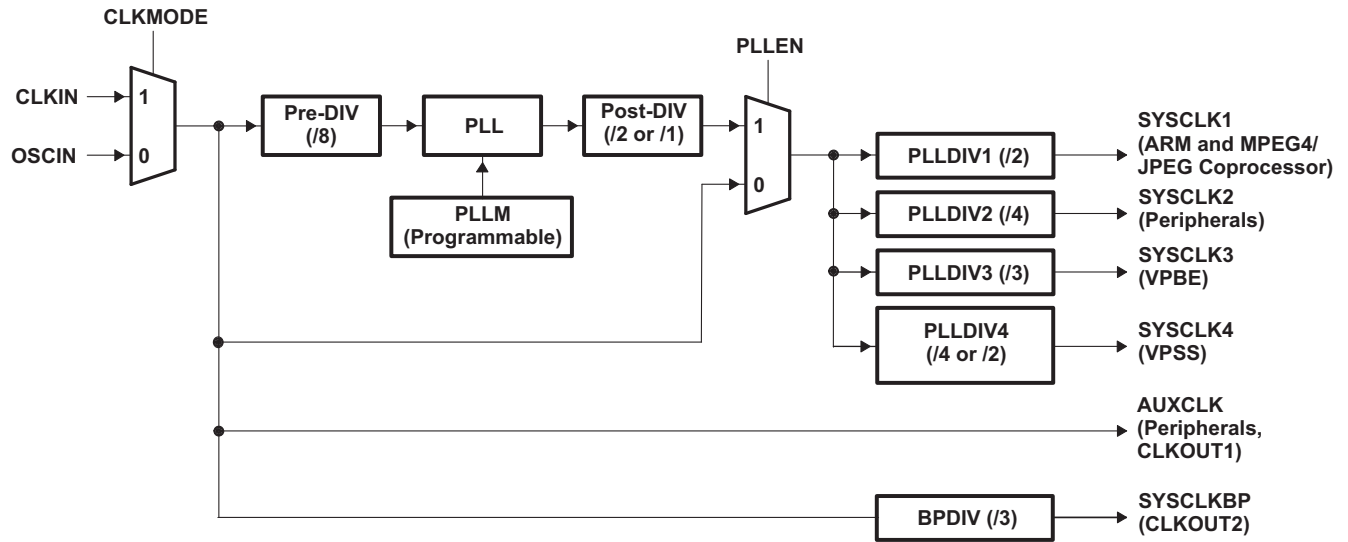 CLKMODE
CLKIN
OSCIN
1
0
Pre-DIV
(/8)
PLL
Post-DIV
(/2 or /1)
PLLM
(Programmable)
PLLEN
1
0
PLLDIV1 (/2)
SYSCLK1
(ARM and MPEG4/
JPEG Coprocessor)
PLLDIV2 (/4)
SYSCLK2
(Peripherals)
PLLDIV3 (/3)
SYSCLK3
(VPBE)
PLLDIV4
(/4 or /2)
SYSCLK4
(VPSS)
AUXCLK
(Peripherals,
CLKOUT1)
BPDIV (/3)
SYSCLKBP
(CLKOUT2)